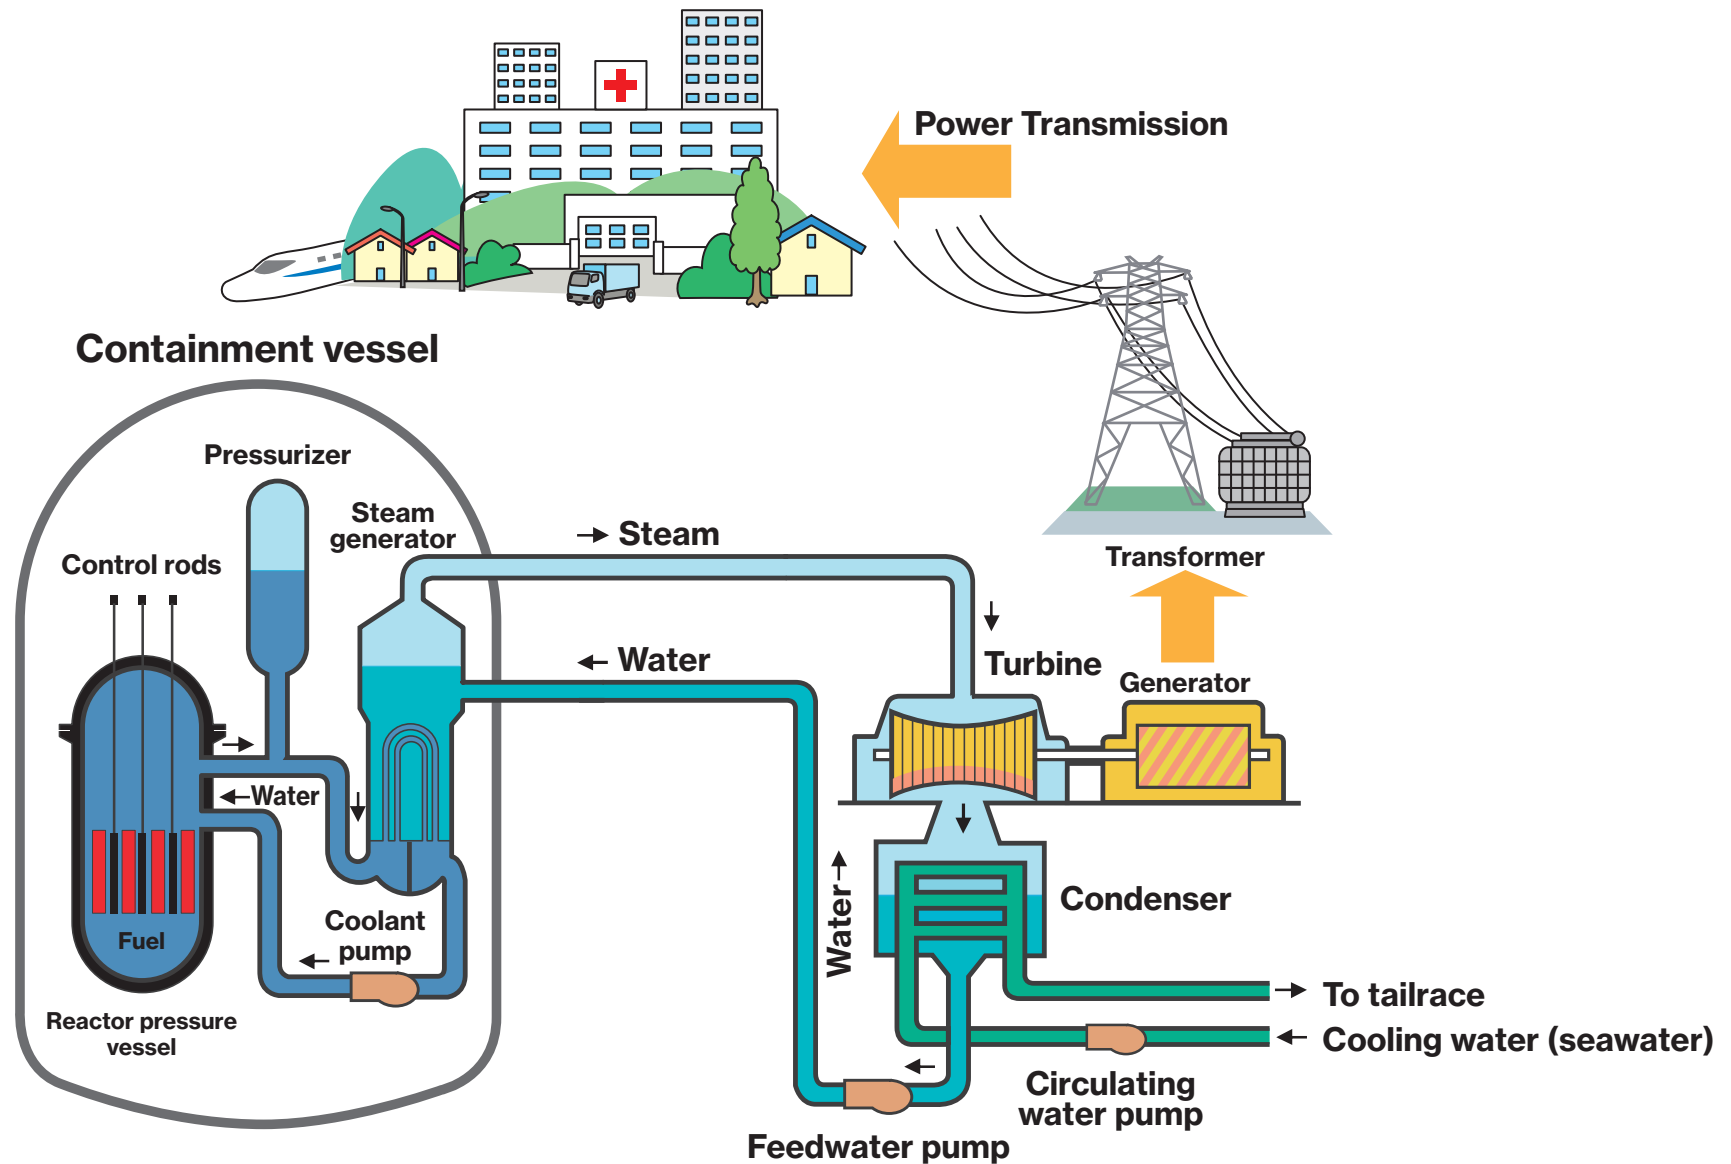 Power Transmission
Containment vessel
Pressurizer
Steam
generator
Control rods
Steam
Transformer
Water
Turbine
Generator
Water
Water
Condenser
Coolant
pump
Fuel
To tailrace
Reactor pressure
vessel
Cooling water (seawater)
Circulating
water pump
Feedwater pump